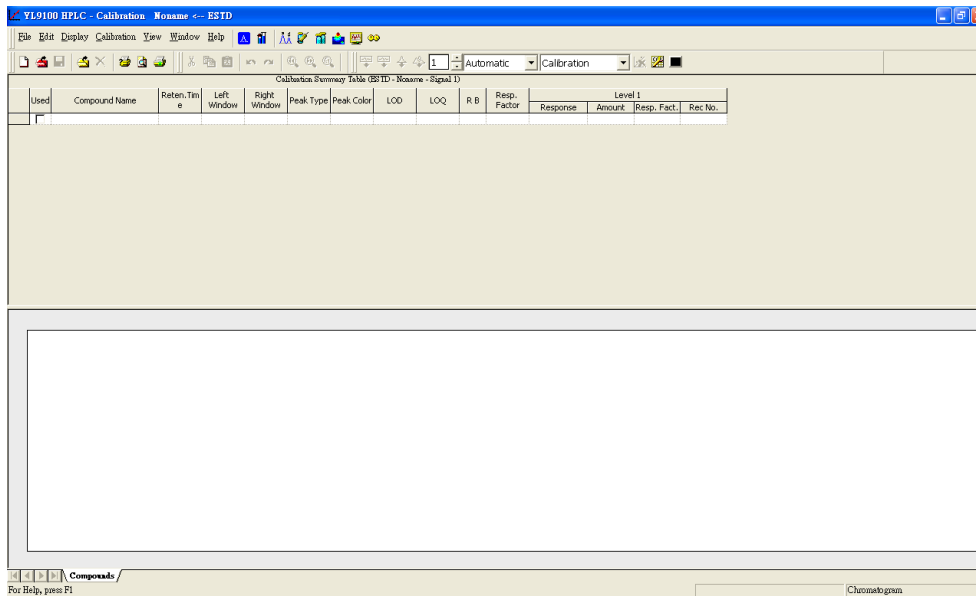 YL9100 HPLC - Calibration Noname <-- ESTD
File Edit Display Calibration View Window Help
1 Automatic Calibration
Calibration Summary Table (ESTD - Noname - Signal 1)
Used Compound Name Reten.Time Left Window Right Window Peak Type Peak Color LOD LOQ R B Resp. Factor Level 1
Response Amount Resp. Fact. Rec No.
Compounds
For Help, press F1 Chromatogram